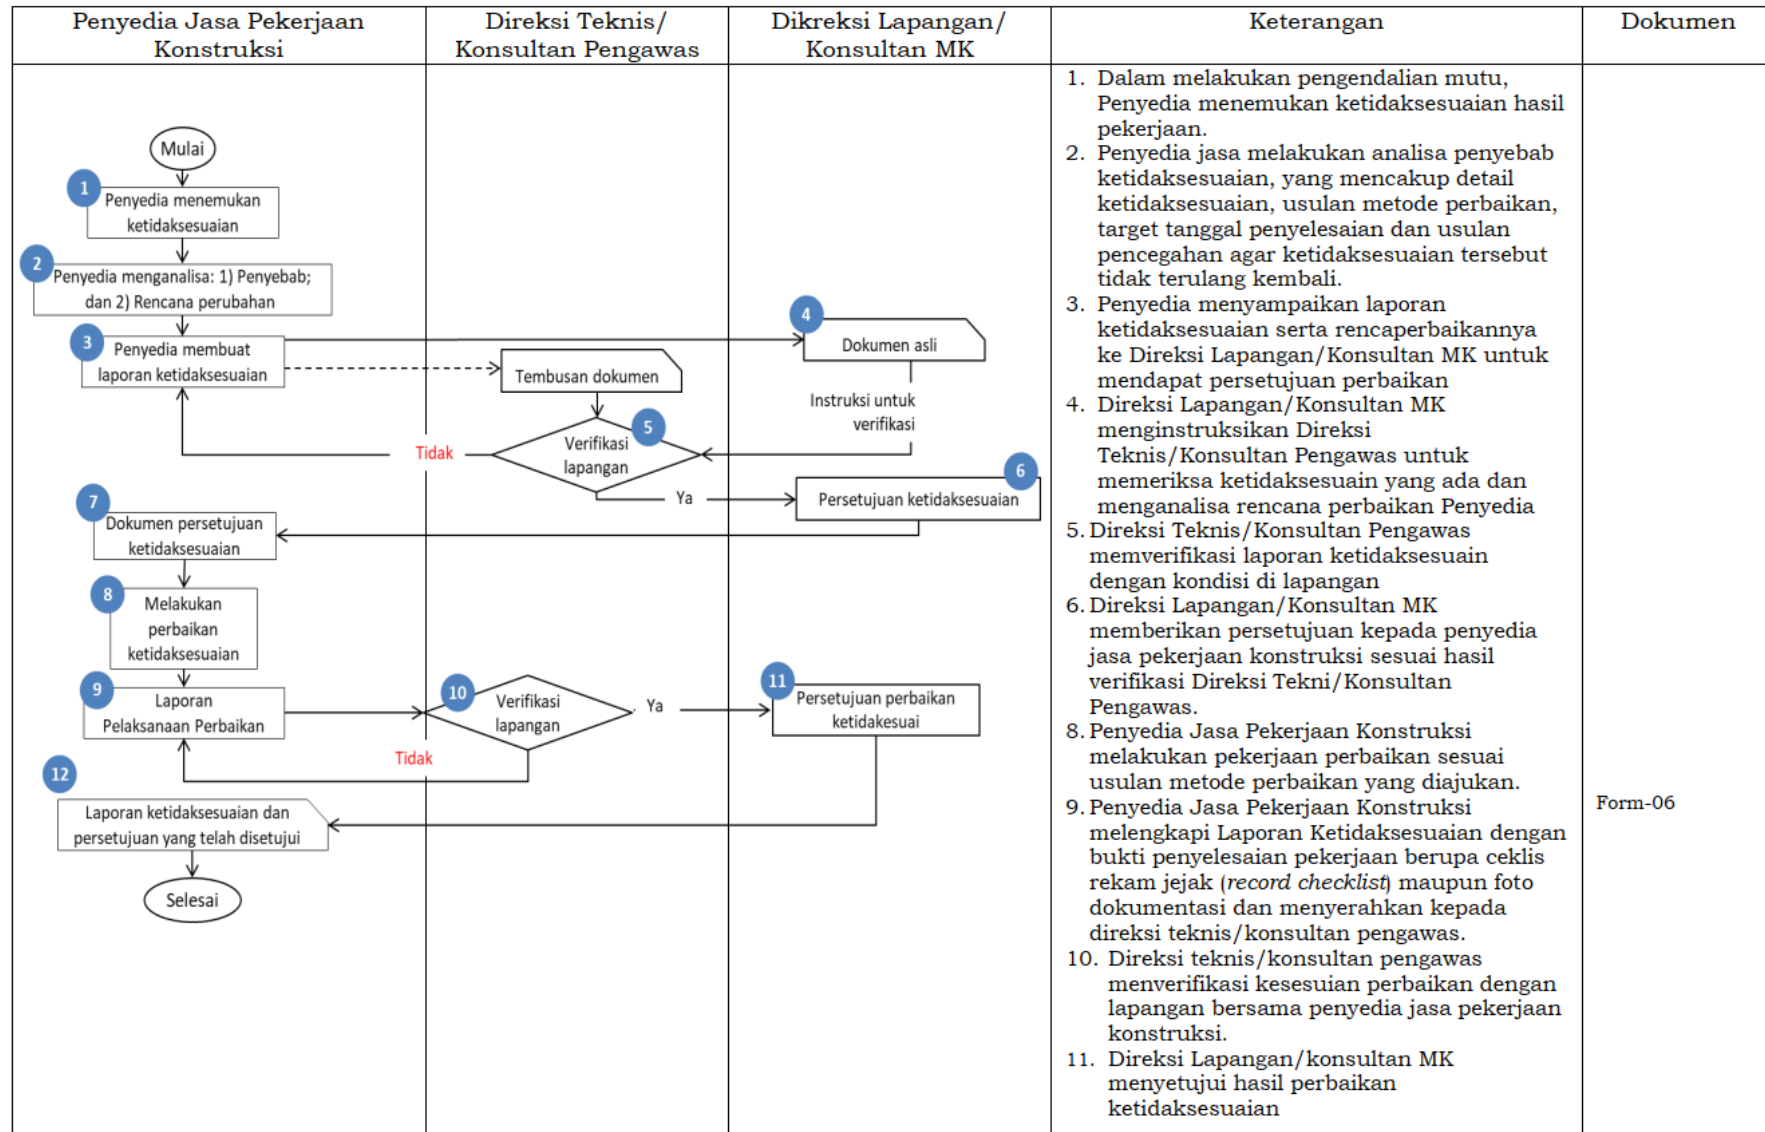 Penyedia Jasa Pekerjaan
Konstruksi
Direksi Teknis/
Konsultan Pengawas
Dikreksi Lapangan/
Konsultan MK
Keterangan
Dokumen
Mulai
1
Penyedia menemukan
ketidaksesuaian
2
Penyedia menganalisa: 1) Penyebab;
dan 2) Rencana perubahan
3
Penyedia membuat
laporan ketidaksesuaian
4
Dokumen asli
Tembusan dokumen
Instruksi untuk
verifikasi
5
Verifikasi
lapangan
Tidak
Ya
6
Persetujuan ketidaksesuaian
7
Dokumen persetujuan
ketidaksesuaian
8
Melakukan
perbaikan
ketidaksesuaian
9
Laporan
Pelaksanaan Perbaikan
10
Verifikasi
lapangan
Ya
Tidak
11
Persetujuan perbaikan
ketidakesuai
12
Laporan ketidaksesuaian dan
persetujuan yang telah disetujui
Selesai
1. Dalam melakukan pengendalian mutu,
Penyedia menemukan ketidaksesuaian hasil
pekerjaan.
2. Penyedia jasa melakukan analisa penyebab
ketidaksesuaian, yang mencakup detail
ketidaksesuaian, usulan metode perbaikan,
target tanggal penyelesaian dan usulan
pencegahan agar ketidaksesuaian tersebut
tidak terulang kembali.
3. Penyedia menyampaikan laporan
ketidaksesuaian serta rencaperbaikannya
ke Direksi Lapangan/Konsultan MK untuk
mendapat persetujuan perbaikan
4. Direksi Lapangan/Konsultan MK
menginstruksikan Direksi
Teknis/Konsultan Pengawas untuk
memeriksa ketidaksesuain yang ada dan
menganalisa rencana perbaikan Penyedia
5. Direksi Teknis/Konsultan Pengawas
memverifikasi laporan ketidaksesuain
dengan kondisi di lapangan
6. Direksi Lapangan/Konsultan MK
memberikan persetujuan kepada penyedia
jasa pekerjaan konstruksi sesuai hasil
verifikasi Direksi Tekni/Konsultan
Pengawas.
8. Penyedia Jasa Pekerjaan Konstruksi
melakukan pekerjaan perbaikan sesuai
usulan metode perbaikan yang diajukan.
9. Penyedia Jasa Pekerjaan Konstruksi
melengkapi Laporan Ketidaksesuaian dengan
bukti penyelesaian pekerjaan berupa ceklis
rekam jejak (record checklist) maupun foto
dokumentasi dan menyerahkan kepada
direksi teknis/konsultan pengawas.
10. Direksi teknis/konsultan pengawas
menverifikasi kesesuian perbaikan dengan
lapangan bersama penyedia jasa pekerjaan
konstruksi.
11. Direksi Lapangan/konsultan MK
menyetujui hasil perbaikan
ketidaksesuaian
Form-06